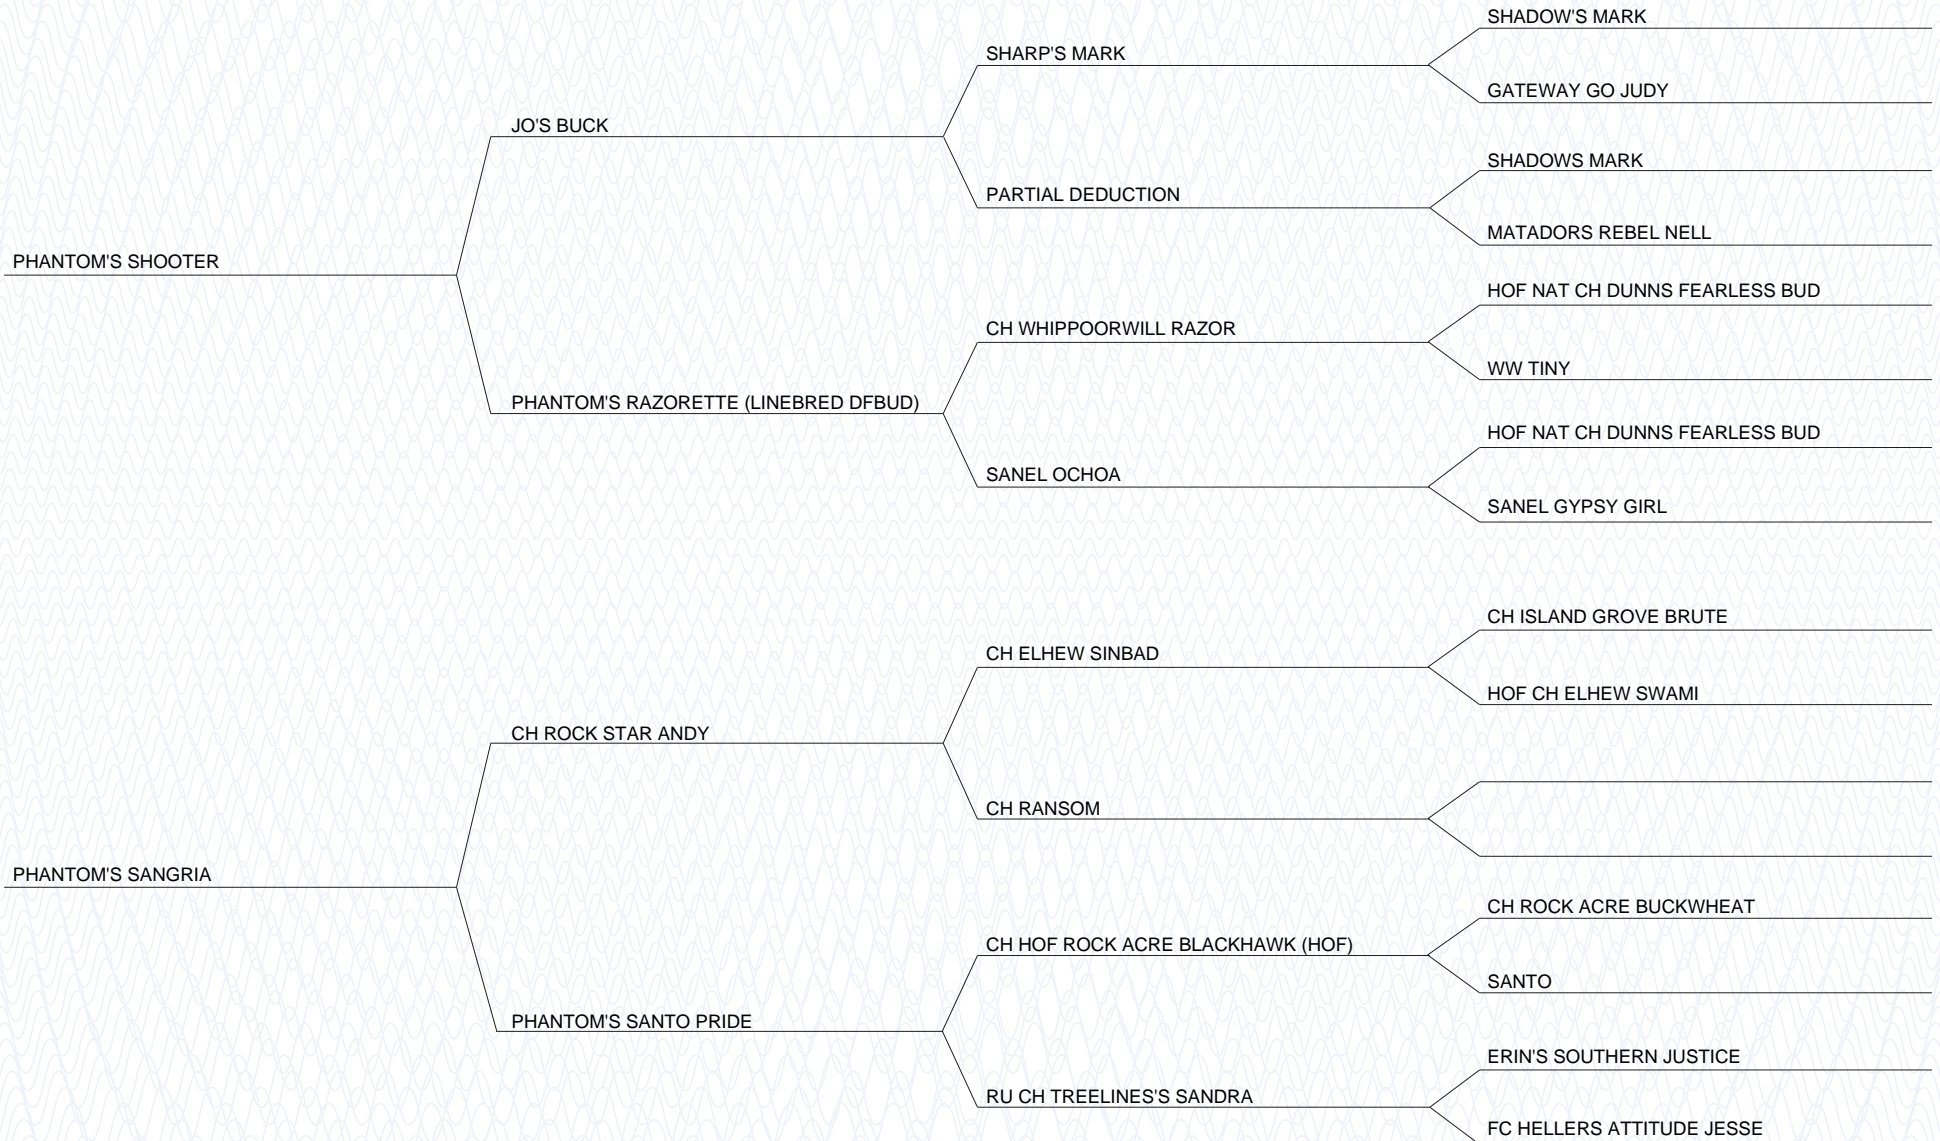 SHADOW'S MARK
SHARP'S MARK
GATEWAY GO JUDY
JO'S BUCK
SHADOWS MARK
PARTIAL DEDUCTION
MATADORS REBEL NELL
PHANTOM'S SHOOTER
HOF NAT CH DUNNS FEARLESS BUD
CH WHIPPOORWILL RAZOR
WW TINY
PHANTOM'S RAZORETTE (LINEBRED DFBUD)
HOF NAT CH DUNNS FEARLESS BUD
SANEL OCHOA
SANEL GYPSY GIRL
CH ISLAND GROVE BRUTE
CH ELHEW SINBAD
HOF CH ELHEW SWAMI
CH ROCK STAR ANDY
CH RANSOM
PHANTOM'S SANGRIA
CH ROCK ACRE BUCKWHEAT
CH HOF ROCK ACRE BLACKHAWK (HOF)
SANTO
PHANTOM'S SANTO PRIDE
ERIN'S SOUTHERN JUSTICE
RU CH TREELINES'S SANDRA
FC HELLERS ATTITUDE JESSE